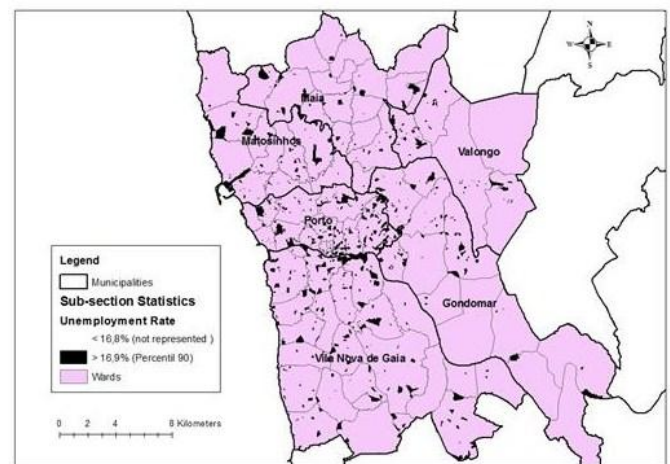 N
W E
S
Maia
Matosinhos
Valongo
Porto
Gondomar
Vila Nova de Gaia
Legend
Municipalities
Sub-section Statistics
Unemployment Rate
< 16,8% (not represented )
> 16,9% (Percentil 90)
Wards
0 2 4 8 Kilometers